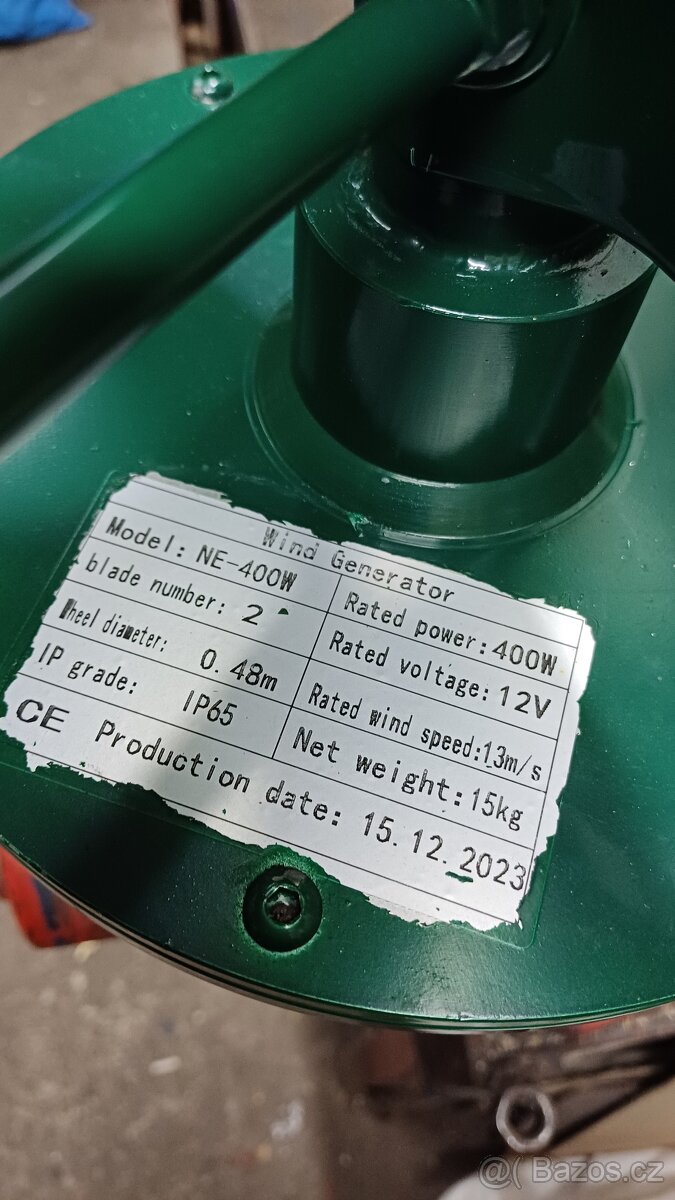 Wind Generator
Model: NE-400W Rated power: 400W
blade number: 2 Rated voltage: 12V
Wheel diameter: 0.48m Rated wind speed: 13m/s
IP grade: IP65 Net weight: 15kg
CE Production date: 15.12.2023
@( Bazos.cz